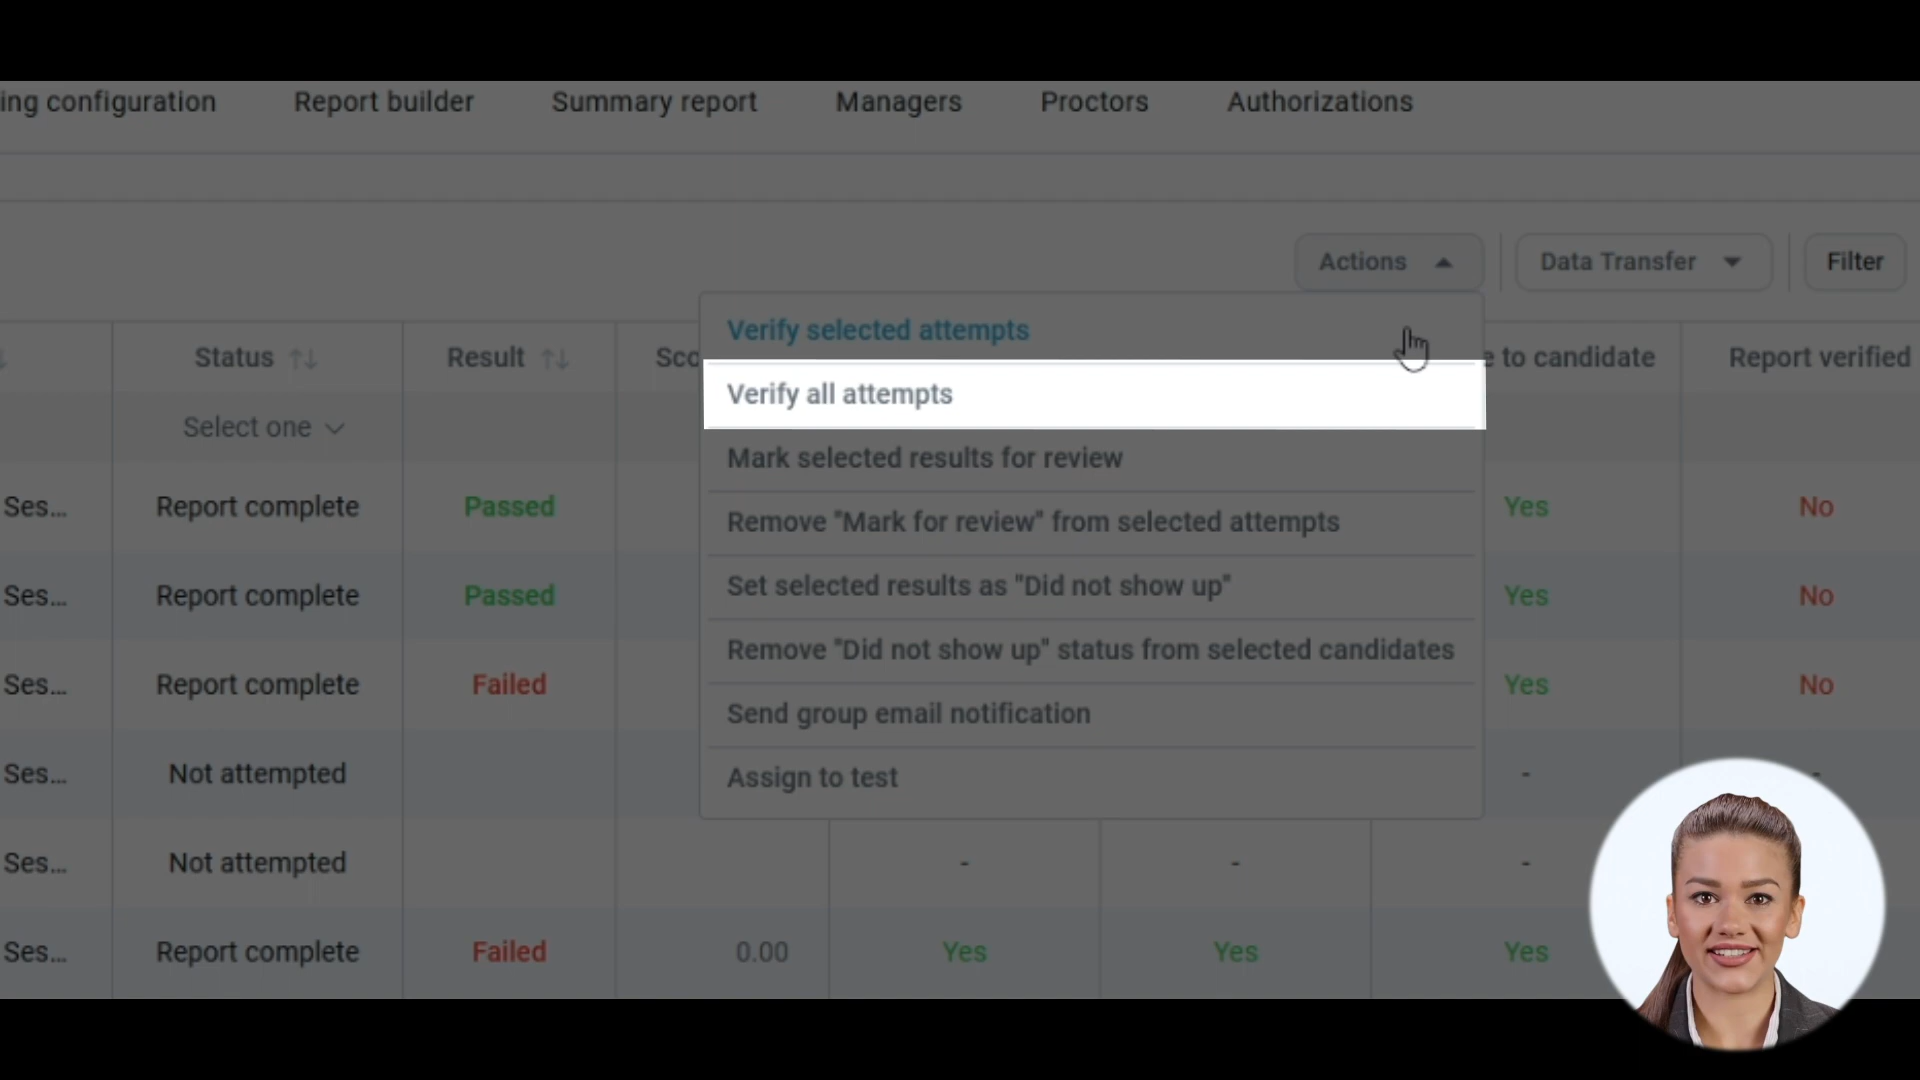 ing configuration Report builder Summary report Managers Proctors Authorizations
Actions Data Transfer Filter
Verify selected attempts
Status Result Sco e to candidate Report verified
Verify all attempts
Select one
Mark selected results for review
Ses... Report complete Passed Yes No
Remove "Mark for review" from selected attempts
Set selected results as "Did not show up"
Ses... Report complete Passed Yes No
Remove "Did not show up" status from selected candidates
Ses... Report complete Failed Yes No
Send group email notification
Ses... Not attempted - -
Assign to test
Ses... Not attempted - - -
Ses... Report complete Failed 0.00 Yes Yes Yes